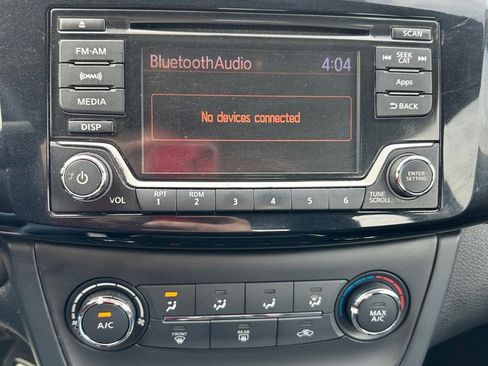 SCAN
FM·AM
BluetoothAudio 4:04
SEEK
CAT
((XM))
Apps
MEDIA
No devices connected
BACK
DISP
VOL
RPT
1
RDM
2
3
4
5
6
TUNE
SCROLL
ENTER
SETTING
A/C
MAX
A/C
FRONT
REAR